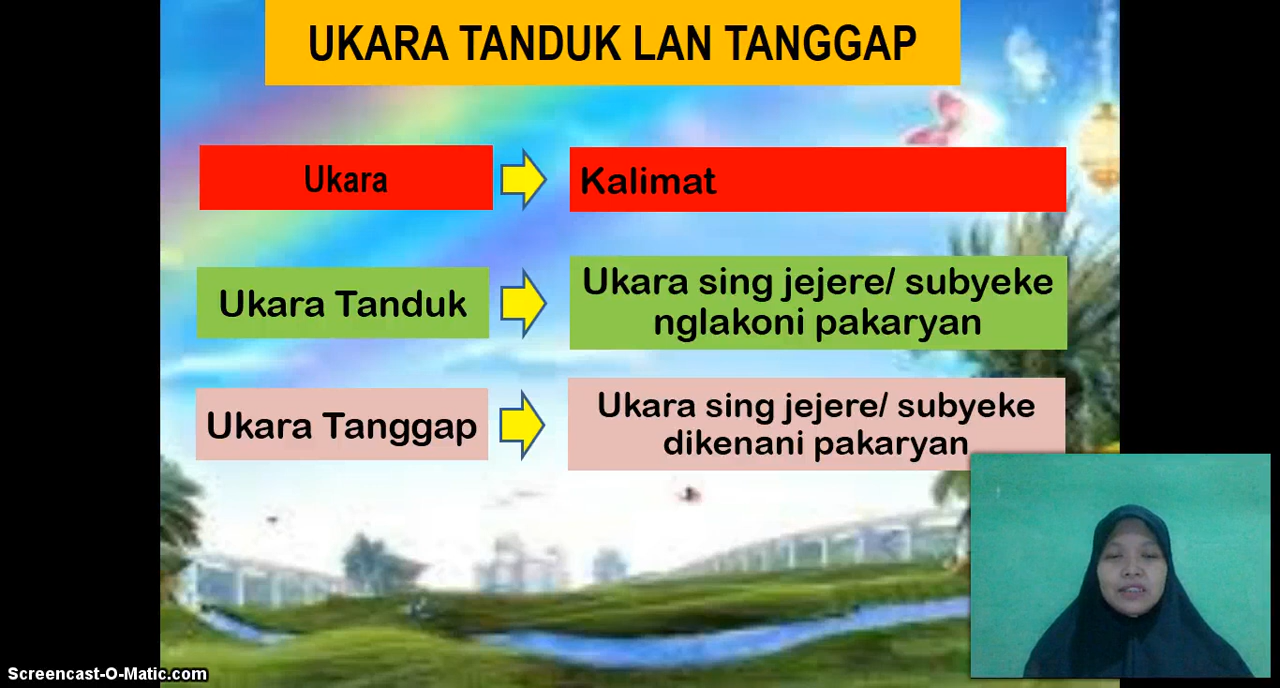 UKARA TANDUK LAN TANGGAP
Ukara
Kalimat
Ukara Tanduk
Ukara sing jejere/ subyeke
nglakoni pakaryan
Ukara Tanggap
Ukara sing jejere/ subyeke
dikenani pakaryan
Screencast-O-Matic.com